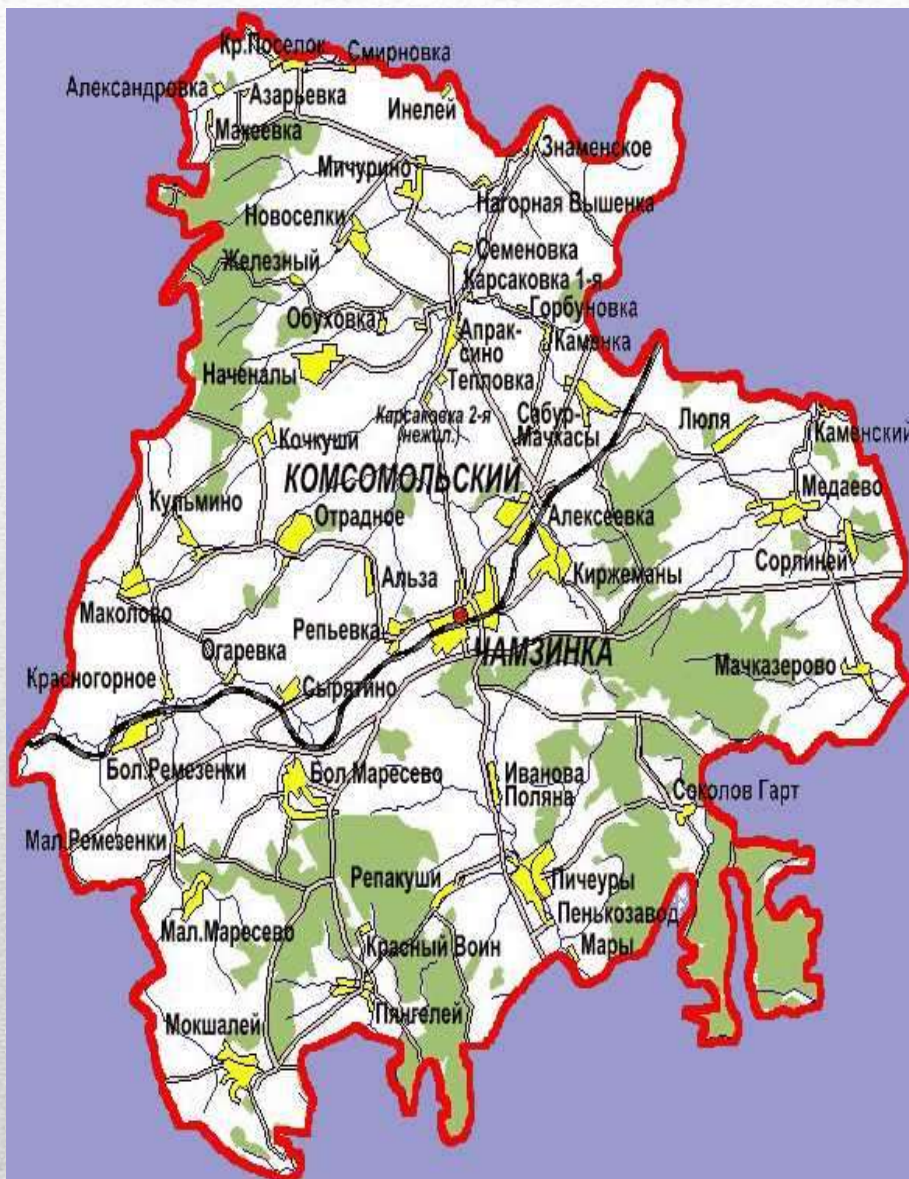 Кр.Поселок
Смирновка
Александровка
Азарьевка
Инелей
Макеевка
Знаменское
Мичурино
Нагорная Вышенка
Новоселки
Семеновка
Железный
Карсаковка 1-я
Горбуновка
Обуховка
Апрак-
сино
Каменка
Наченалы
Тепловка
Карсаковка 2-я
(нежил.)
Сабур-
Мачкасы
Люля
Каменский
Кочкуши
КОМСОМОЛЬСКИЙ
Медаево
Кульмино
Отрадное
Алексеевка
Сорлиней
Альза
Киржеманы
Маколово
Репьевка
Огаревка
ЧАМЗИНКА
Мачказерово
Красногорное
Сырятино
Бол.Ремезенки
Бол.Маресево
Иванова
Поляна
Соколов Гарт
Мал.Ремезенки
Репакуши
Пичеуры
Пенькозавод
Мал.Маресево
Красный Воин
Мары
Пянгелей
Мокшалей